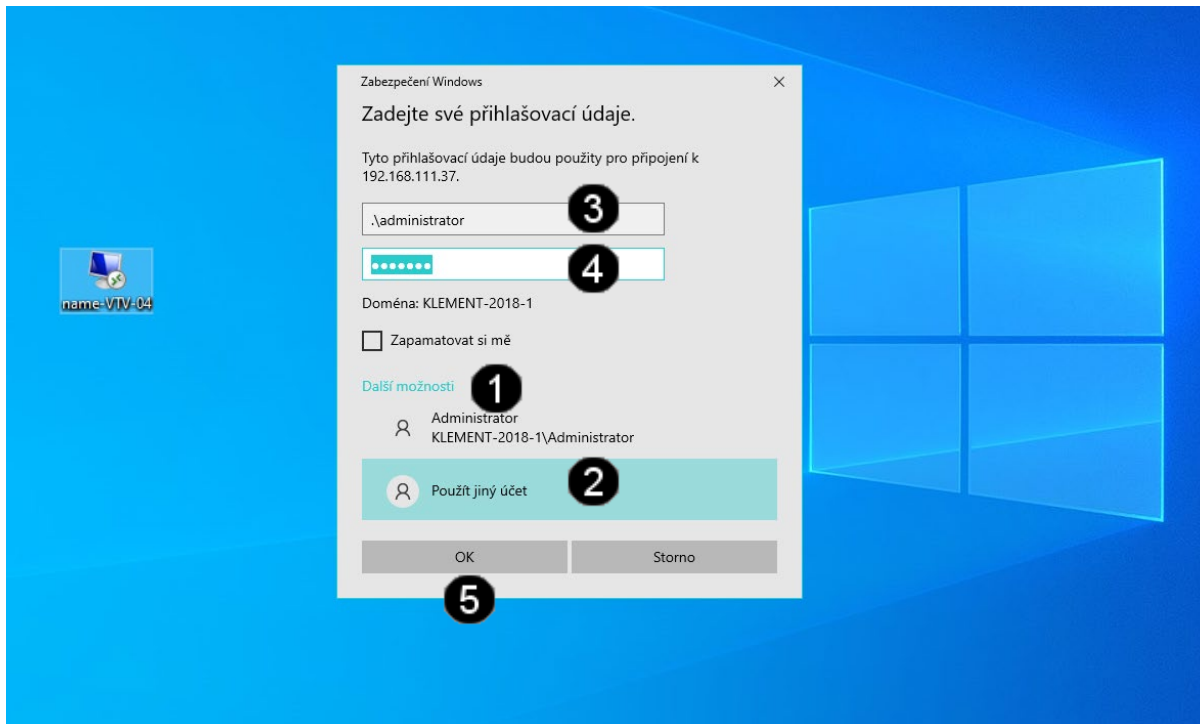 Zabezpečení Windows
Zadejte své přihlašovací údaje.
Tyto přihlašovací údaje budou použity pro připojení k
192.168.111.37.
.\administrator
3
4
name-VTV-04
Doména: KLEMENT-2018-1
Zapamatovat si mě
Další možnosti
1
Administrator
KLEMENT-2018-1\Administrator
Použít jiný účet
2
OK
Storno
5